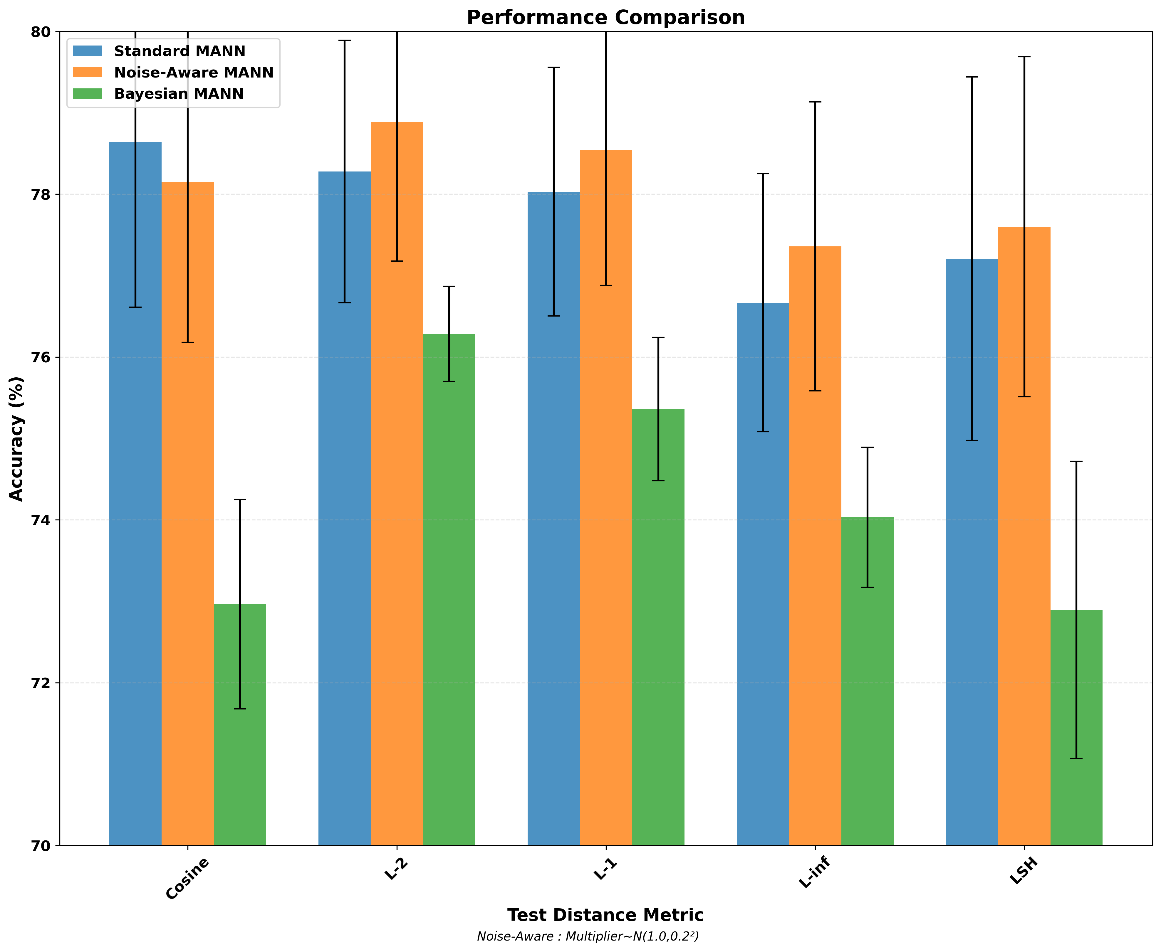 Performance Comparison
Standard MANN
Noise-Aware MANN
Bayesian MANN
Accuracy (%)
80
78
76
74
72
70
Cosine
L-2
L-1
L-inf
LSH
Test Distance Metric
Noise-Aware : Multiplier~N(1.0,0.2²)